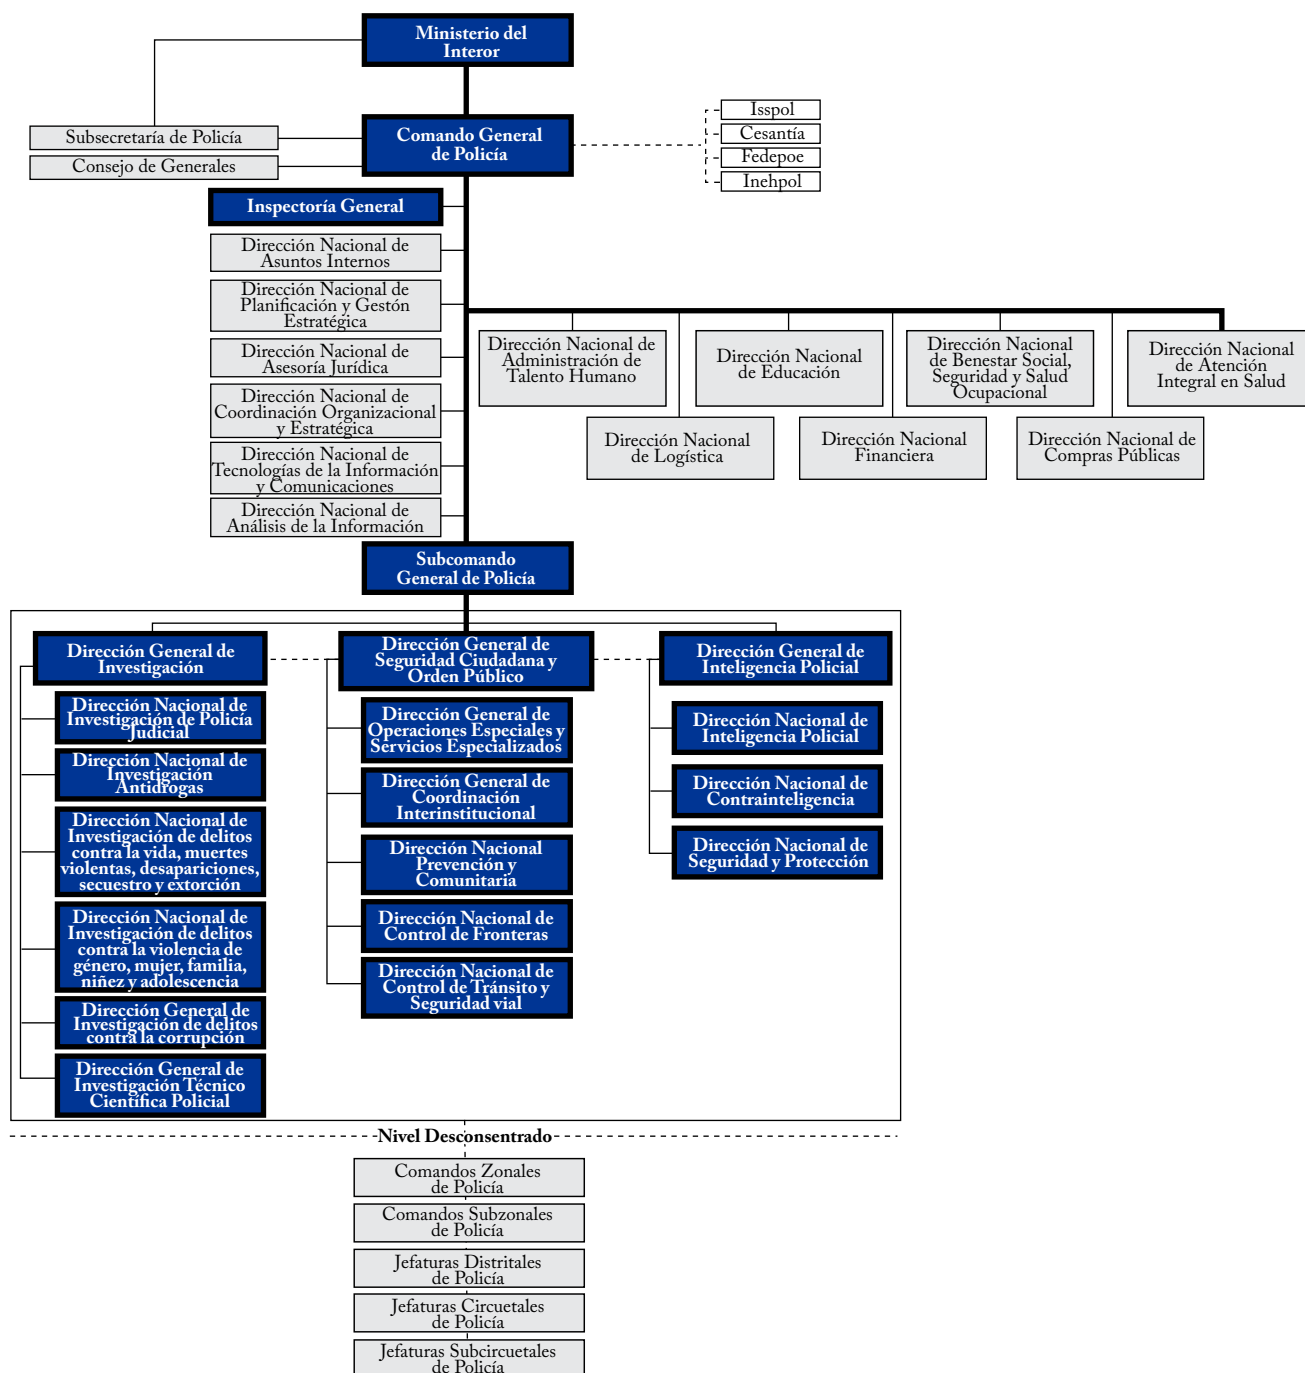 Ministerio del
Interor
Isspol
Cesantía
Fedepoe
Inehpol
Subsecretaría de Policía
Consejo de Generales
Comando General
de Policía
Inspectoría General
Dirección Nacional de
Asuntos Internos
Dirección Nacional de
Planificación y Gestón
Estratégica
Dirección Nacional de
Asesoría Jurídica
Dirección Nacional de
Coordinación Organizacional
y Estratégica
Dirección Nacional de
Tecnologías de la Información
y Comunicaciones
Dirección Nacional de
Análisis de la Información
Dirección Nacional de
Administración de
Talento Humano
Dirección Nacional
de Educación
Dirección Nacional
de Benestar Social,
Seguridad y Salud
Ocupacional
Dirección Nacional
de Atención
Integral en Salud
Dirección Nacional
de Logística
Dirección Nacional
Financiera
Dirección Nacional de
Compras Públicas
Subcomando
General de Policía
Dirección General de
Investigación
Dirección Nacional de
Investigación de Policía
Judicial
Dirección Nacional de
Investigación
Antidrogas
Dirección Nacional de
Investigación de delitos
contra la vida, muertes
violentas, desapariciones,
secuestro y extorción
Dirección Nacional de
Investigación de delitos
contra la violencia de
género, mujer, familia,
niñez y adolescencia
Dirección General de
Investigación de delitos
contra la corrupción
Dirección General de
Investigación Técnico
Científica Policial
Dirección General de
Seguridad Ciudadana y
Orden Público
Dirección General de
Operaciones Especiales y
Servicios Especializados
Dirección General de
Coordinación
Interinstitucional
Dirección Nacional
Prevención y
Comunitaria
Dirección Nacional de
Control de Fronteras
Dirección Nacional de
Control de Tránsito y
Seguridad vial
Dirección General de
Inteligencia Policial
Dirección Nacional de
Inteligencia Policial
Dirección Nacional de
Contrainteligencia
Dirección Nacional de
Seguridad y Protección
Nivel Desconsentrado
Comandos Zonales
de Policía
Comandos Subzonales
de Policía
Jefaturas Distritales
de Policía
Jefaturas Circuetales
de Policía
Jefaturas Subcircuetales
de Policía